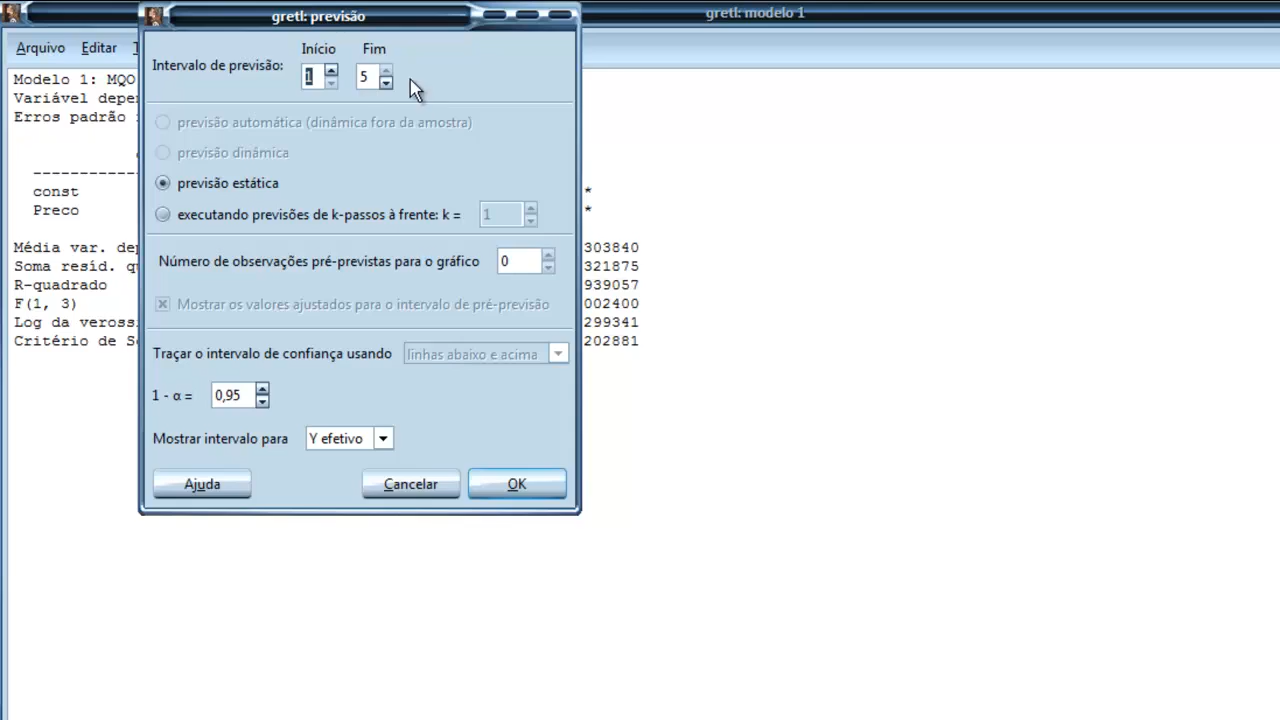 gretl: previsão
gretl: modelo 1
Arquivo Editar
Início Fim
Intervalo de previsão: 1 5
previsão automática (dinâmica fora da amostra)
previsão dinâmica
previsão estática
executando previsões de k-passos à frente: k = 1
Número de observações pré-previstas para o gráfico 0
Mostrar os valores ajustados para o intervalo de pré-previsão
Traçar o intervalo de confiança usando linhas abaixo e acima
1 - α = 0,95
Mostrar intervalo para Y efetivo
Ajuda Cancelar OK
Modelo 1: MQO
Variável
Erros padrão
--------------
const *
Preco *
Média var. 303840
Soma resíd. 321875
R-quadrado 939057
F(1, 3) 002400
Log da 299341
Critério de 202881